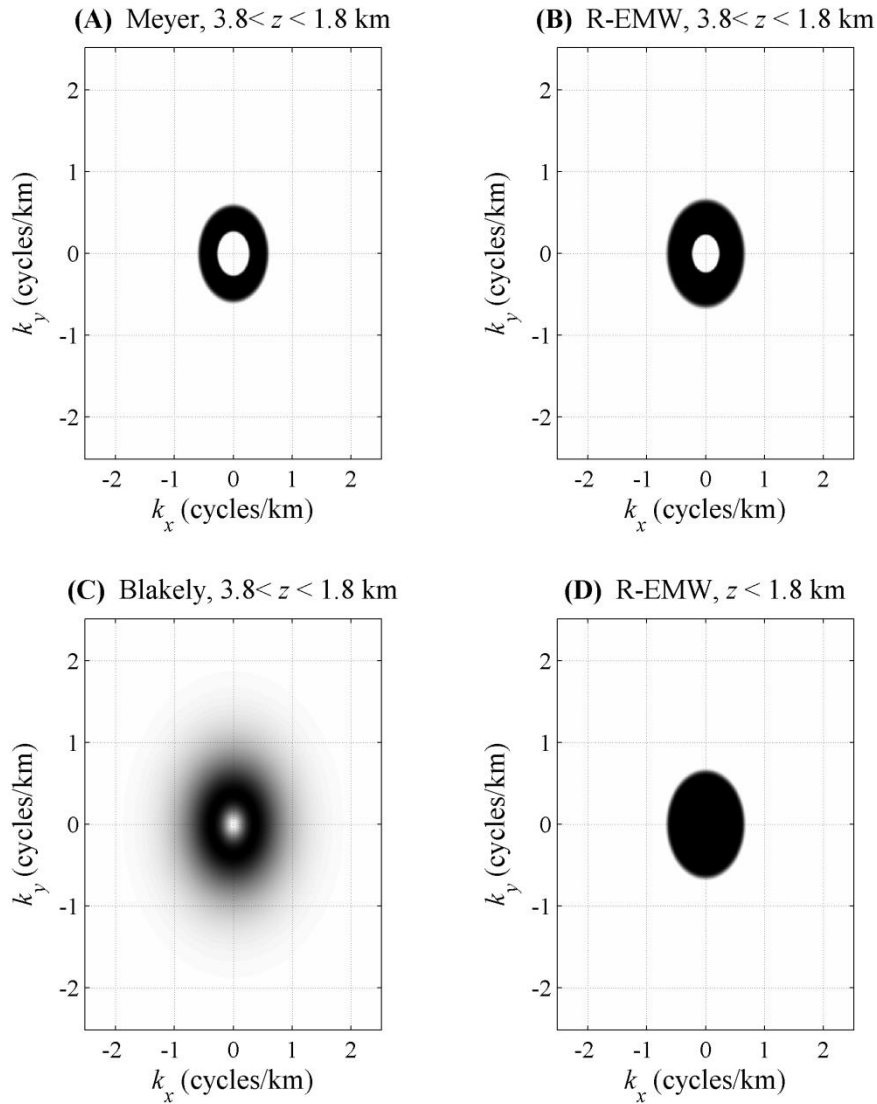 (A) Meyer, 3.8< z < 1.8 km
2
1
0
-1
-2
k_y (cycles/km)
-2 -1 0 1 2
k_x (cycles/km)
(B) R-EMW, 3.8< z < 1.8 km
2
1
0
-1
-2
k_y (cycles/km)
-2 -1 0 1 2
k_x (cycles/km)
(C) Blakely, 3.8< z < 1.8 km
2
1
0
-1
-2
k_y (cycles/km)
-2 -1 0 1 2
k_x (cycles/km)
(D) R-EMW, z < 1.8 km
2
1
0
-1
-2
k_y (cycles/km)
-2 -1 0 1 2
k_x (cycles/km)